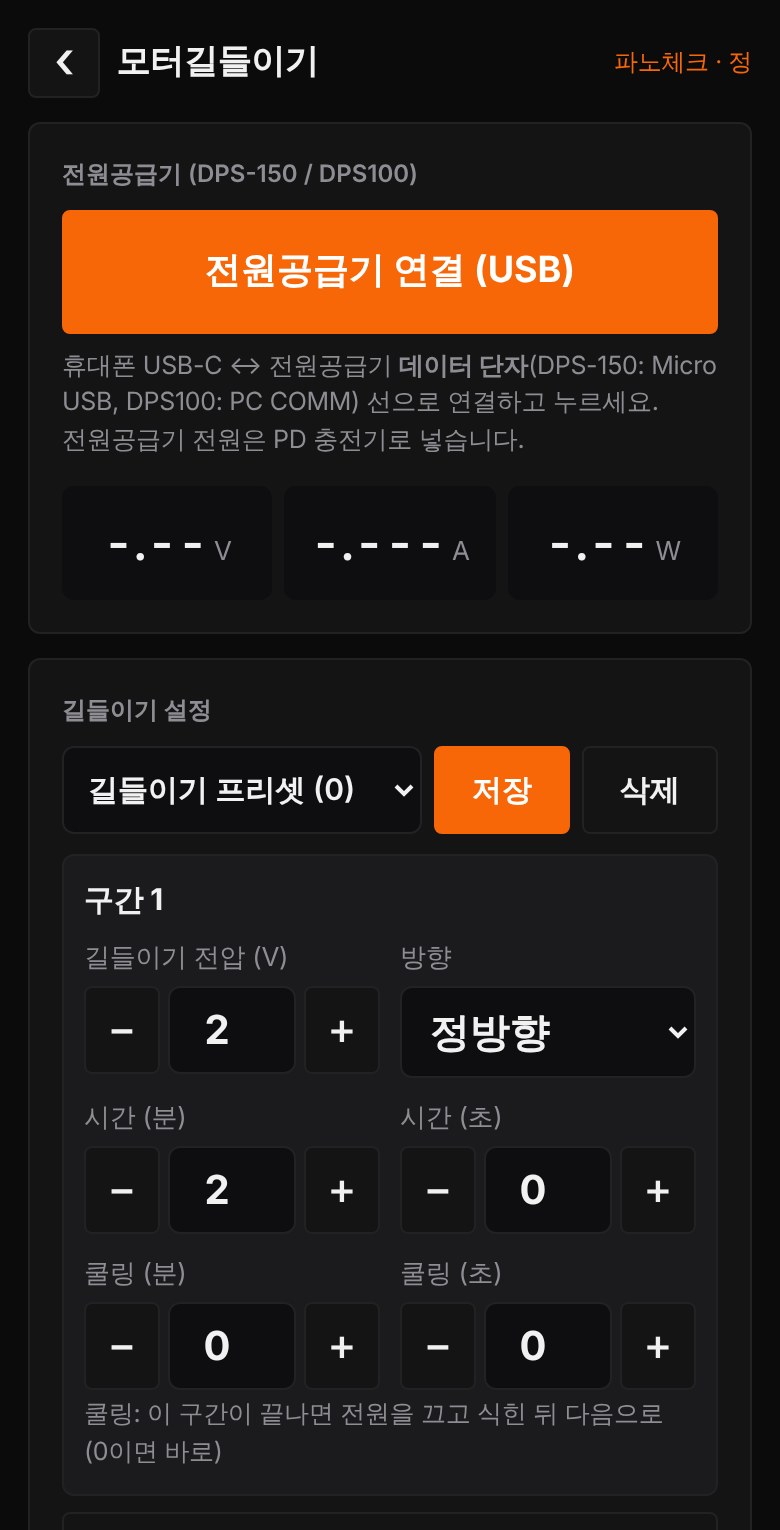 모터길들이기
파노체크 · 정
전원공급기 (DPS-150 / DPS100)
전원공급기 연결 (USB)
휴대폰 USB-C ↔ 전원공급기 데이터 단자(DPS-150: Micro
USB, DPS100: PC COMM) 선으로 연결하고 누르세요.
전원공급기 전원은 PD 충전기로 넣습니다.
-.-- V
-.--- A
-.-- W
길들이기 설정
길들이기 프리셋 (0)
저장
삭제
구간 1
길들이기 전압 (V)
방향
− 2 +
정방향
시간 (분)
시간 (초)
− 2 +
− 0 +
쿨링 (분)
쿨링 (초)
− 0 +
− 0 +
쿨링: 이 구간이 끝나면 전원을 끄고 식힌 뒤 다음으로
(0이면 바로)